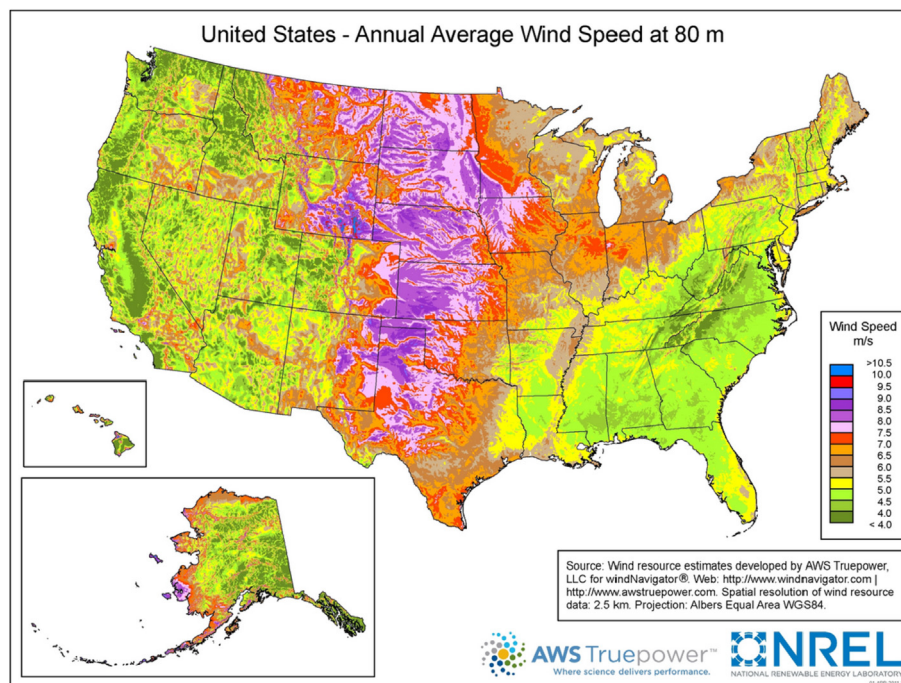 United States - Annual Average Wind Speed at 80 m
Wind Speed
m/s
>10.5
10.0
9.5
9.0
8.5
8.0
7.5
7.0
6.5
6.0
5.5
5.0
4.5
4.0
< 4.0
Source: Wind resource estimates developed by AWS Truepower,
LLC for windNavigator®. Web: http://www.windnavigator.com |
http://www.awstruepower.com. Spatial resolution of wind resource
data: 2.5 km. Projection: Albers Equal Area WGS84.
AWS Truepower™
Where science delivers performance.
NREL
NATIONAL RENEWABLE ENERGY LABORATORY